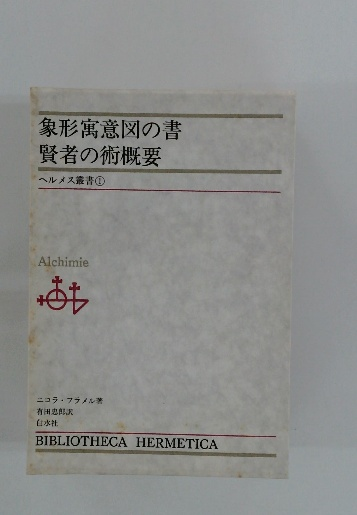 象形寓意図の書
賢者の術概要
ヘルメス叢書①
Alchimie
ニコラ・フラメル著
有田忠郎訳
白水社
BIBLIOTHECA HERMETICA